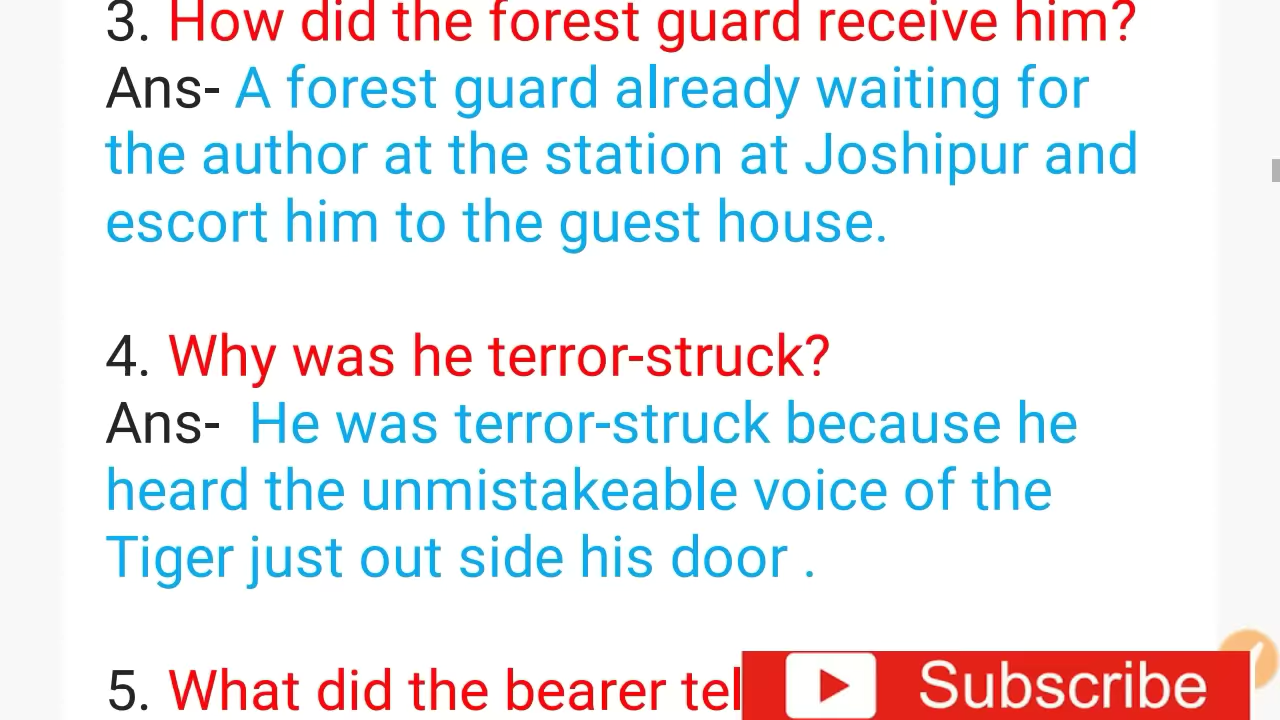 3. How did the forest guard receive him?
Ans- A forest guard already waiting for
the author at the station at Joshipur and
escort him to the guest house.
4. Why was he terror-struck?
Ans- He was terror-struck because he
heard the unmistakeable voice of the
Tiger just out side his door .
5. What did the bearer tel
Subscribe